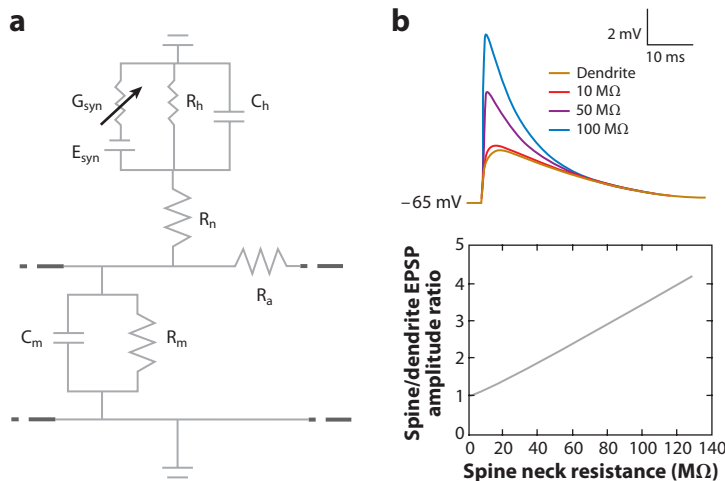 a
G_syn
R_h
C_h
E_syn
R_n
R_a
C_m
R_m
b
2 mV
10 ms
Dendrite
10 MΩ
50 MΩ
100 MΩ
−65 mV
5
4
3
2
1
0
0 20 40 60 80 100 120 140
Spine/dendrite EPSP
amplitude ratio
Spine neck resistance (MΩ)